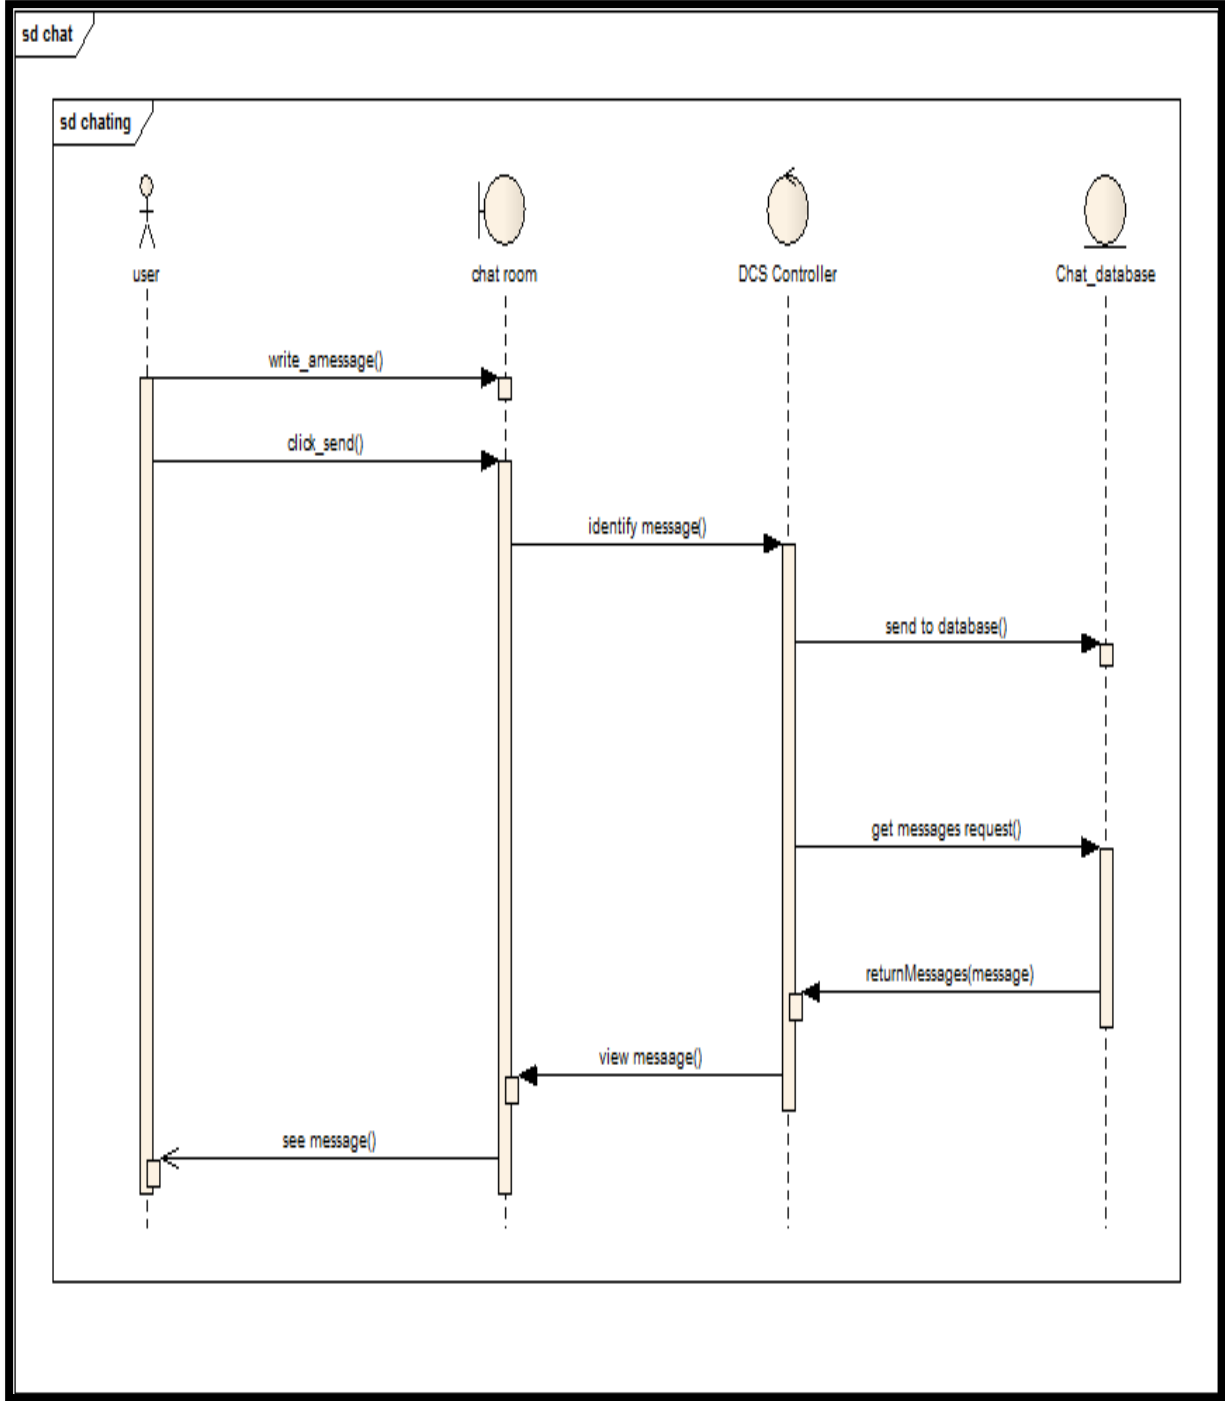 sd chat
sd chating
user
chat room
DCS Controller
Chat_database
write_amessage()
click_send()
identify message()
send to database()
get messages request()
returnMessages(message)
view mesaage()
see message()